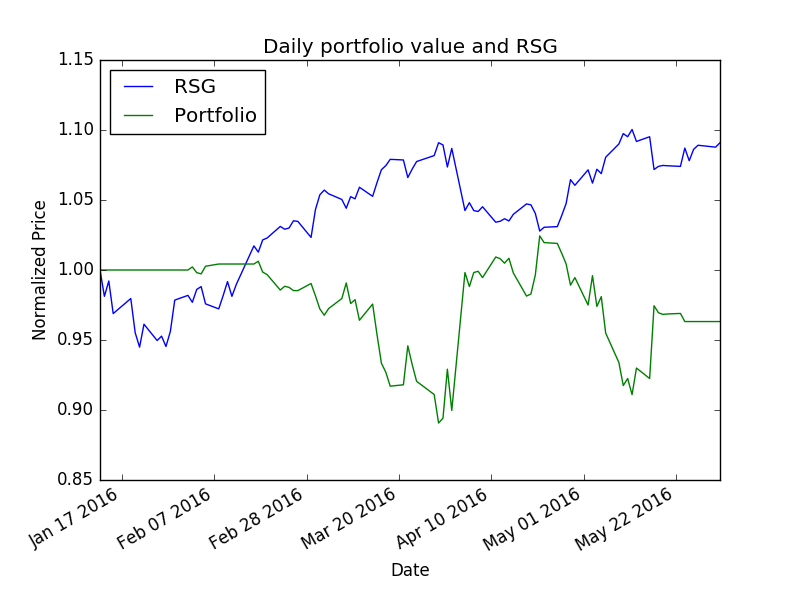 Daily portfolio value and RSG
1.15
1.10
1.05
1.00
0.95
0.90
0.85
Normalized Price
RSG
Portfolio
Jan 17 2016
Feb 07 2016
Feb 28 2016
Mar 20 2016
Apr 10 2016
May 01 2016
May 22 2016
Date